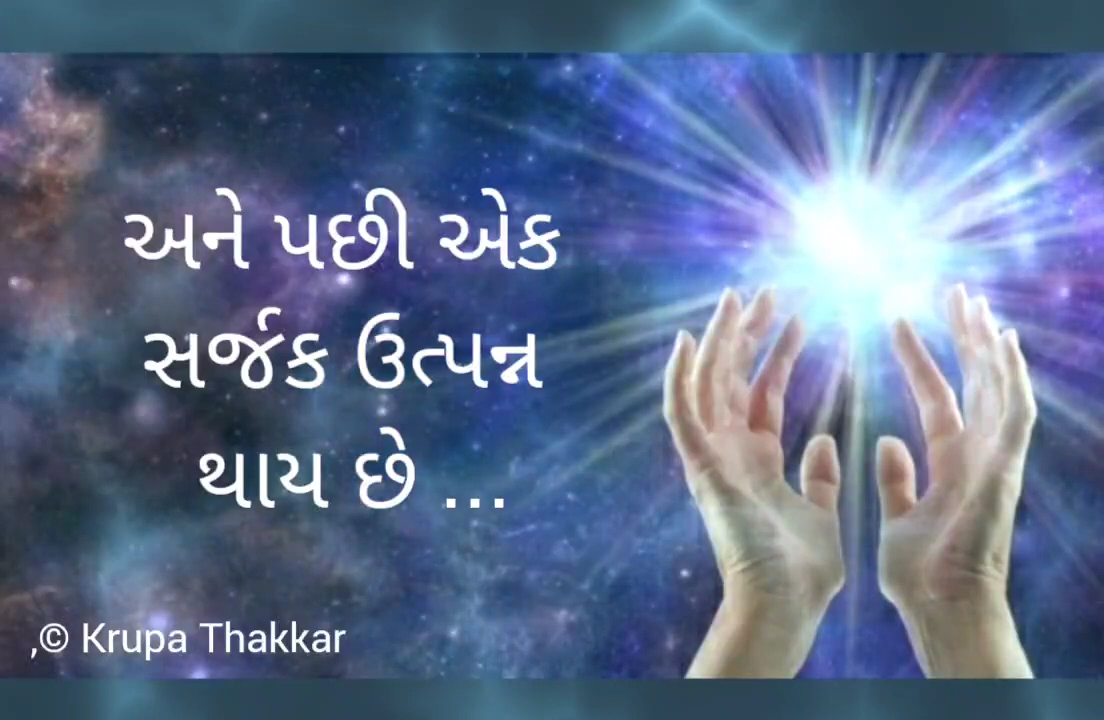 અને પછી એક
સર્જક ઉત્પન્ન
થાય છે ...
,© Krupa Thakkar